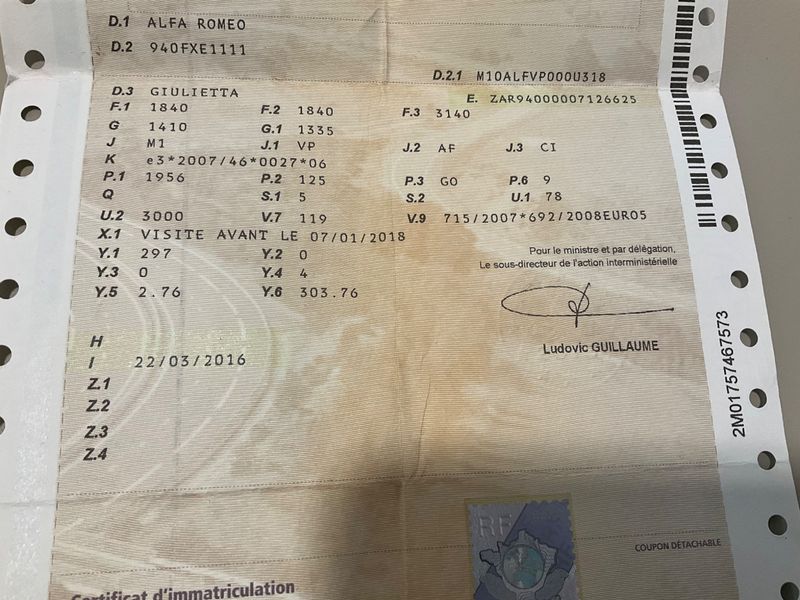 D.1 ALFA ROMEO
D.2 940FXE1111
D.2.1 M10ALFVP000U318
D.3 GIULIETTA
E. ZAR94000007126625
F.1 1840 F.2 1840 F.3 3140
G 1410 G.1 1335
J M1 J.1 VP J.2 AF J.3 CI
K e3*2007/46*0027*06
P.1 1956 P.2 125 P.3 GO P.6 9
Q S.1 5 S.2 U.1 78
U.2 3000 V.7 119 V.9 715/2007*692/2008EURO5
X.1 VISITE AVANT LE 07/01/2018
Y.1 297 Y.2 0
Y.3 0 Y.4 4
Y.5 2.76 Y.6 303.76
Pour le ministre et par délégation,
Le sous-directeur de l'action interministérielle
Ludovic GUILLAUME
H
I 22/03/2016
Z.1
Z.2
Z.3
Z.4
2M01757467573
RF
COUPON DÉTACHABLE
Certificat d'immatriculation